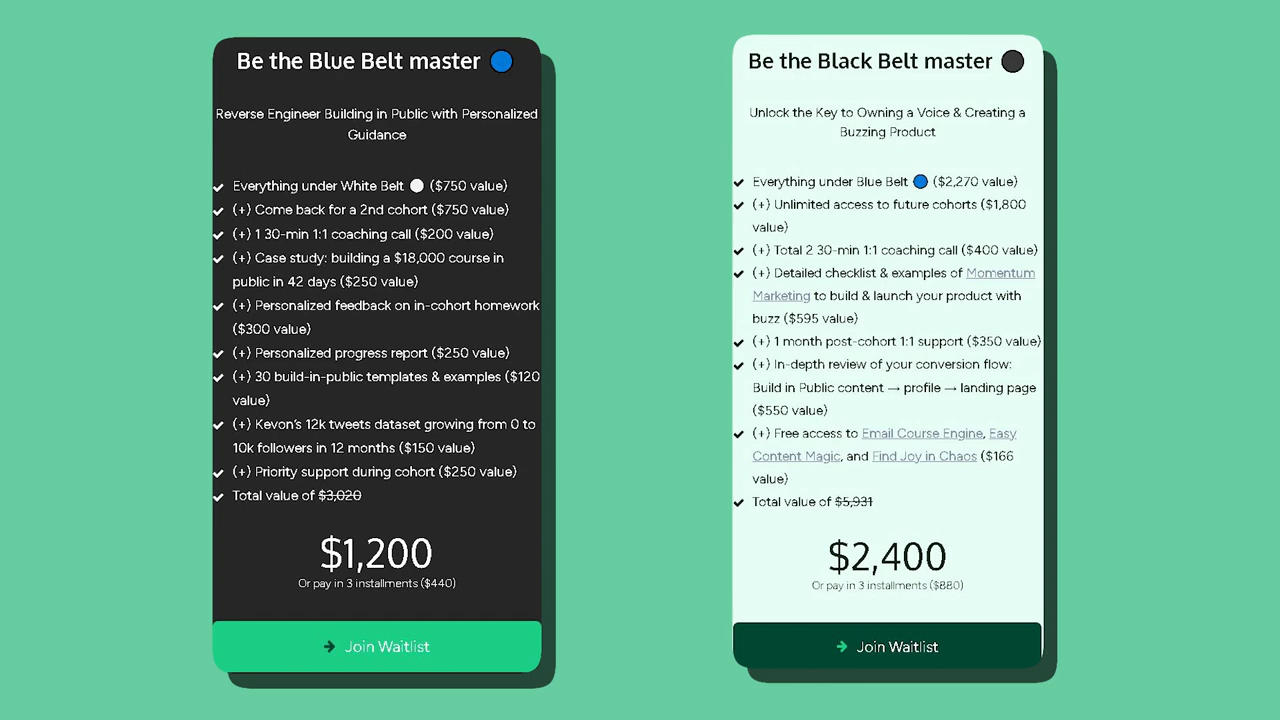 Be the Blue Belt master
Reverse Engineer Building in Public with Personalized
Guidance
Everything under White Belt ($750 value)
(+) Come back for a 2nd cohort ($750 value)
(+) 1 30-min 1:1 coaching call ($200 value)
(+) Case study: building a $18,000 course in
public in 42 days ($250 value)
(+) Personalized feedback on in-cohort homework
($300 value)
(+) Personalized progress report ($250 value)
(+) 30 build-in-public templates & examples ($120
value)
(+) Kevon's 12k tweets dataset growing from 0 to
10k followers in 12 months ($150 value)
(+) Priority support during cohort ($250 value)
Total value of $3,020
$1,200
Or pay in 3 installments ($440)
→ Join Waitlist
Be the Black Belt master
Unlock the Key to Owning a Voice & Creating a
Buzzing Product
Everything under Blue Belt ($2,270 value)
(+) Unlimited access to future cohorts ($1,800
value)
(+) Total 2 30-min 1:1 coaching call ($400 value)
(+) Detailed checklist & examples of Momentum
Marketing to build & launch your product with
buzz ($595 value)
(+) 1 month post-cohort 1:1 support ($350 value)
(+) In-depth review of your conversion flow:
Build in Public content → profile → landing page
($550 value)
(+) Free access to Email Course Engine, Easy
Content Magic, and Find Joy in Chaos ($166
value)
Total value of $5,931
$2,400
Or pay in 3 installments ($880)
→ Join Waitlist